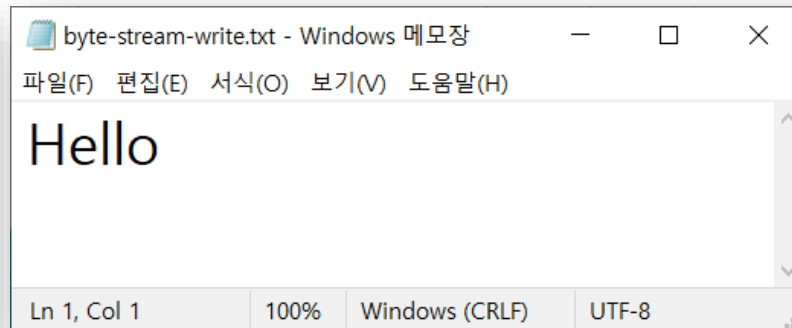 byte-stream-write.txt - Windows 메모장
파일(F) 편집(E) 서식(O) 보기(V) 도움말(H)
Hello
Ln 1, Col 1 100% Windows (CRLF) UTF-8